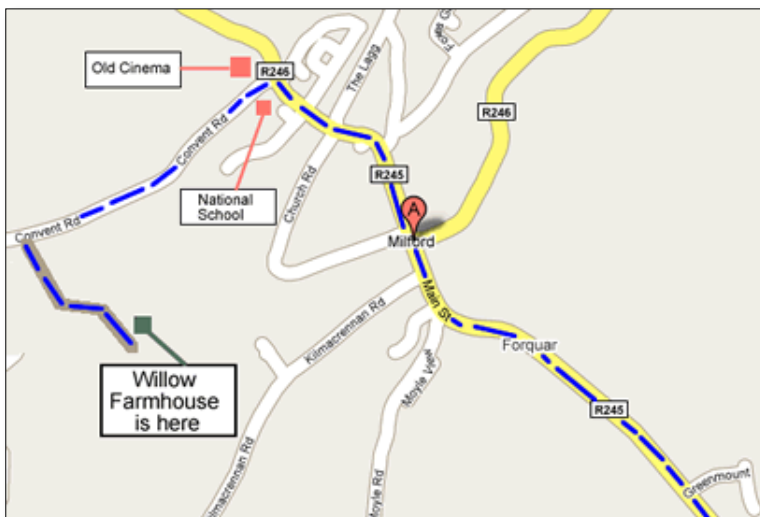 Old Cinema
R246
The Lagg
R246
Convent Rd
National
School
R245
Church Rd
A
Convent Rd
Milford
Main St
Kilmacrennan Rd
Forquar
Willow
Farmhouse
is here
Moyle View
R245
Kilmacrennan Rd
Moyle Rd
Greenmount